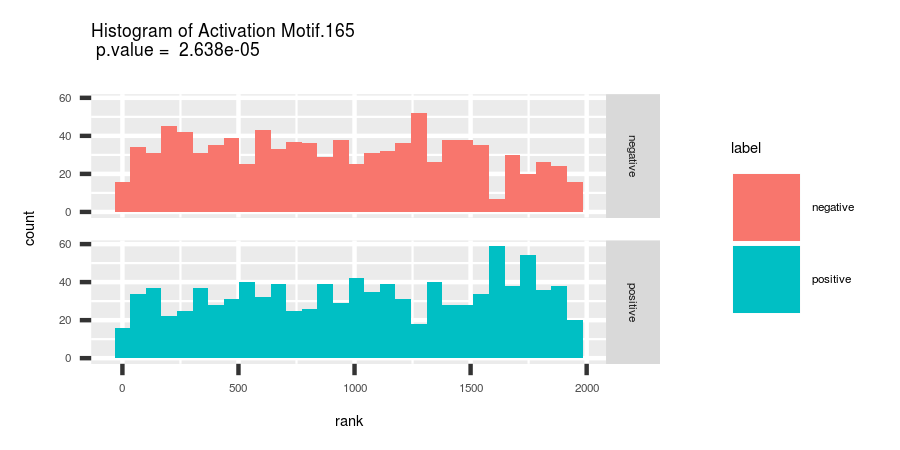 Histogram of Activation Motif.165
p.value = 2.638e-05
count
60
40
20
0
negative
60
40
20
0
positive
0
500
1000
1500
2000
rank
label
negative
positive